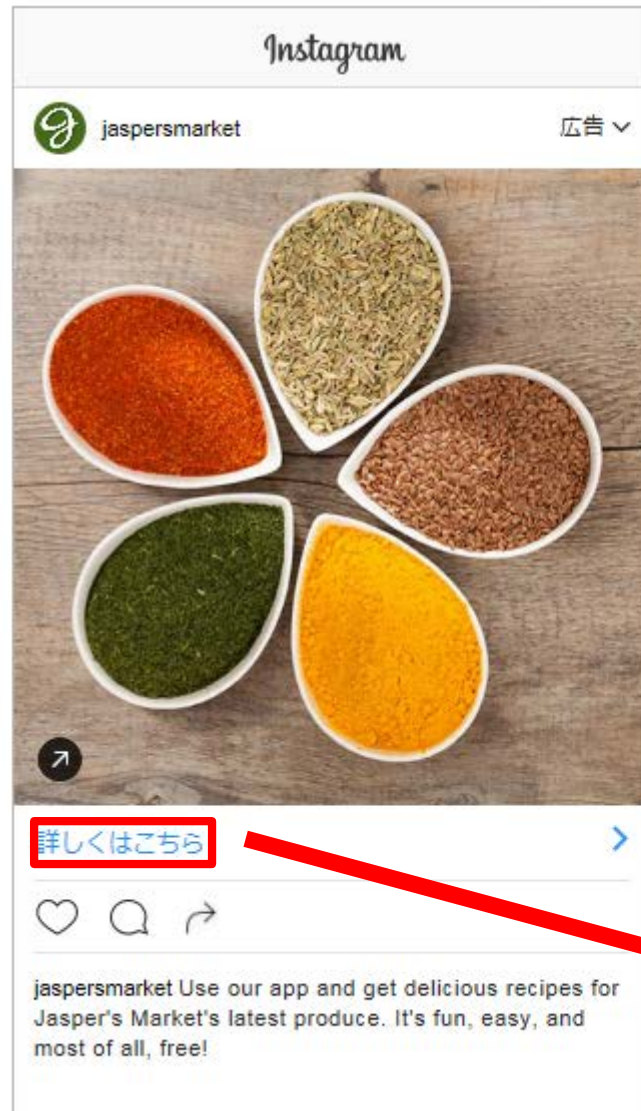 Instagram
jaspersmarket
広告
詳しくはこちら
jaspersmarket Use our app and get delicious recipes for
Jasper's Market's latest produce. It's fun, easy, and
most of all, free!